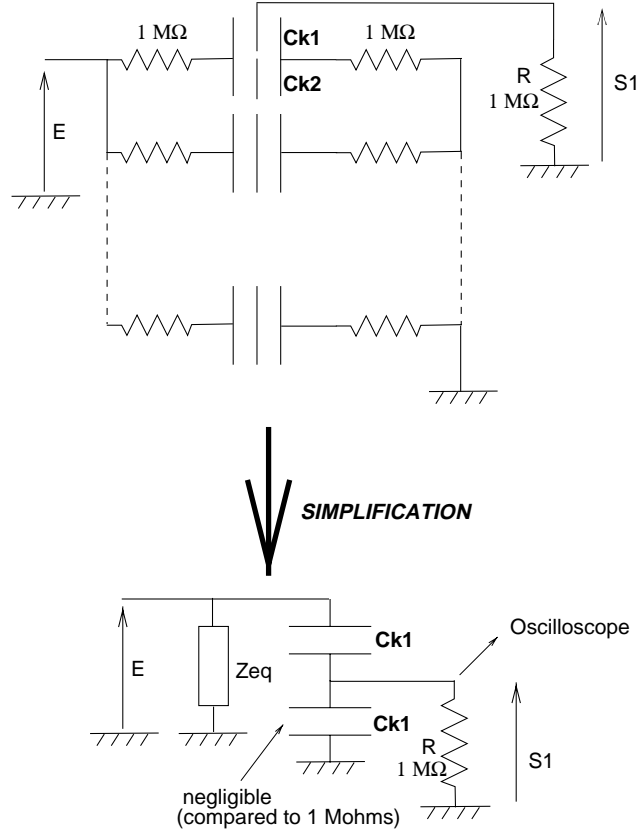 1 MΩ
Ck1
1 MΩ
Ck2
R
1 MΩ
S1
E
SIMPLIFICATION
Oscilloscope
Ck1
E
Zeq
Ck1
R
1 MΩ
S1
negligible
(compared to 1 Mohms)